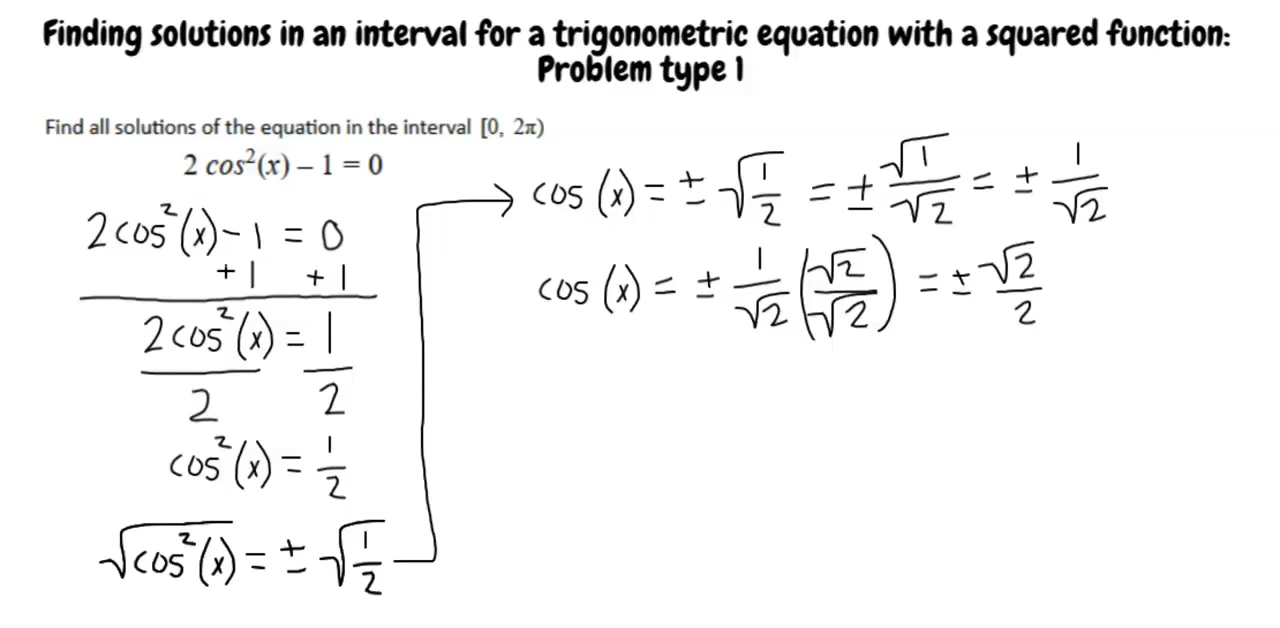 Finding solutions in an interval for a trigonometric equation with a squared function:
Problem type 1
Find all solutions of the equation in the interval [0, 2π)
2 cos²(x) – 1 = 0
2cos²(x) - 1 = 0
+1 +1
2cos²(x) = 1
2 2
cos²(x) = 1/2
√cos²(x) = ± √1/2
cos (x) = ± √1/2 = ± √1/√2 = ± 1/√2
cos (x) = ± 1/√2 (√2/√2) = ± √2/2